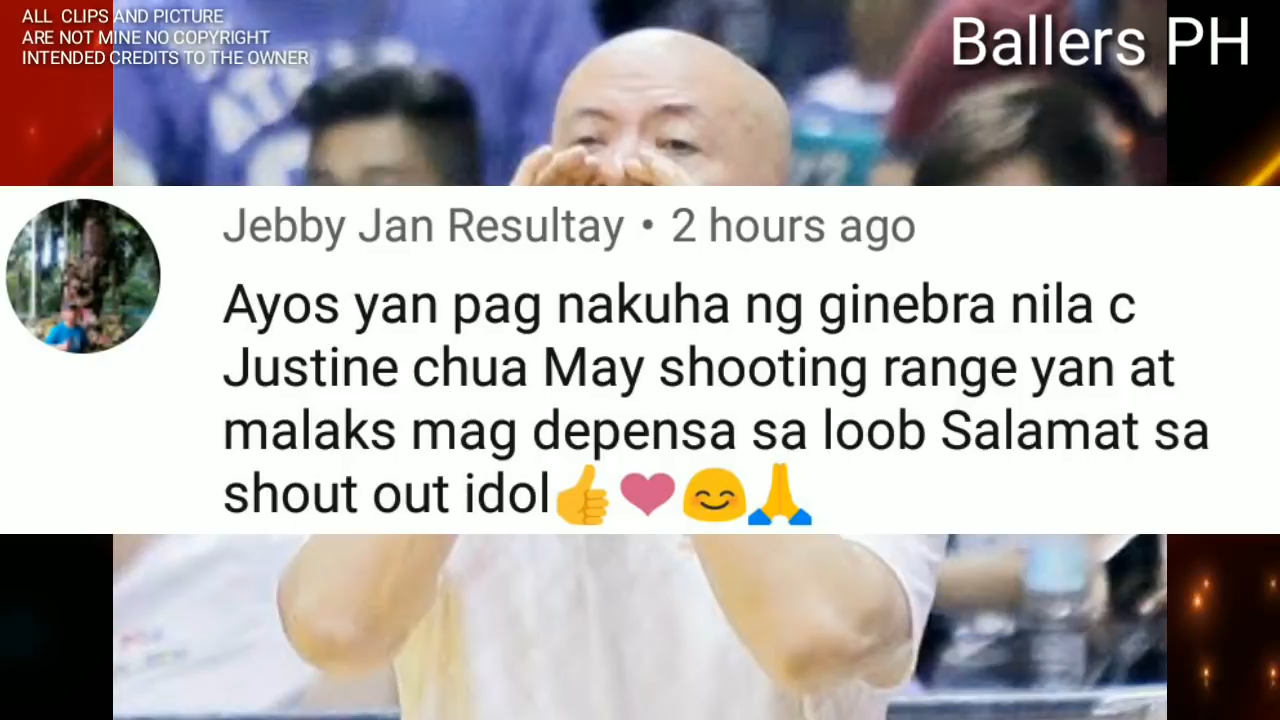 ALL CLIPS AND PICTURE
ARE NOT MINE NO COPYRIGHT
INTENDED CREDITS TO THE OWNER
Ballers PH
Jebby Jan Resultay • 2 hours ago
Ayos yan pag nakuha ng ginebra nila c
Justine chua May shooting range yan at
malaks mag depensa sa loob Salamat sa
shout out idol👍❤️😊🙏